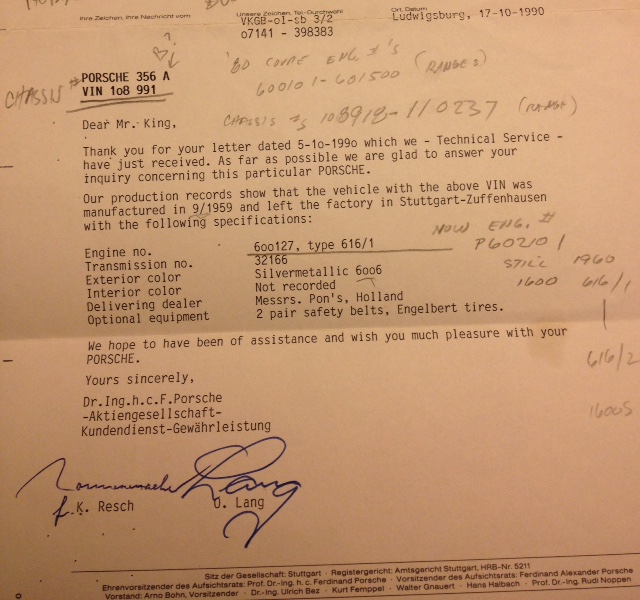 Ihre Zeichen, Ihre Nachricht vom
Unsere Zeichen, Tel.-Durchwahl
VKGB-ol-sb 3/2
o7141 - 398383
Ort, Datum
Ludwigsburg, 17-1o-1990
?
'60 COUPE ENG #'S
600101-601500 (RANGES)
CHASSIS #
PORSCHE 356 A
VIN 1o8 991
CHASSIS #s 108918-110237 (RANGE)
Dear Mr. King,
Thank you for your letter dated 5-1o-199o which we - Technical Service -
have just received. As far as possible we are glad to answer your
inquiry concerning this particular PORSCHE.
Our production records show that the vehicle with the above VIN was
manufactured in 9/1959 and left the factory in Stuttgart-Zuffenhausen
with the following specifications:
NOW ENG. #
P60210 /
STILL 1960
1600 616/1
Engine no. 6oo127, type 616/1
Transmission no. 32166
Exterior color Silvermetallic 6oo6
Interior color Not recorded
Delivering dealer Messrs. Pon's, Holland
Optional equipment 2 pair safety belts, Engelbert tires.
We hope to have been of assistance and wish you much pleasure with your
PORSCHE.
616/2
Yours sincerely,
1600S
Dr.Ing.h.c.F.Porsche
-Aktiengesellschaft-
Kundendienst-Gewährleistung
Lang
f. K. Resch O. Lang
Sitz der Gesellschaft: Stuttgart · Registergericht: Amtsgericht Stuttgart, HRB-Nr. 5211
Ehrenvorsitzender des Aufsichtsrats: Prof. Dr.-Ing. h. c. Ferdinand Porsche · Vorsitzender des Aufsichtsrats: Ferdinand Alexander Porsche
Vorstand: Arno Bohn, Vorsitzender · Dr.-Ing. Ulrich Bez · Kurt Femppel · Walter Gnauert · Hans Halbach · Prof. Dr.-Ing. Rudi Noppen